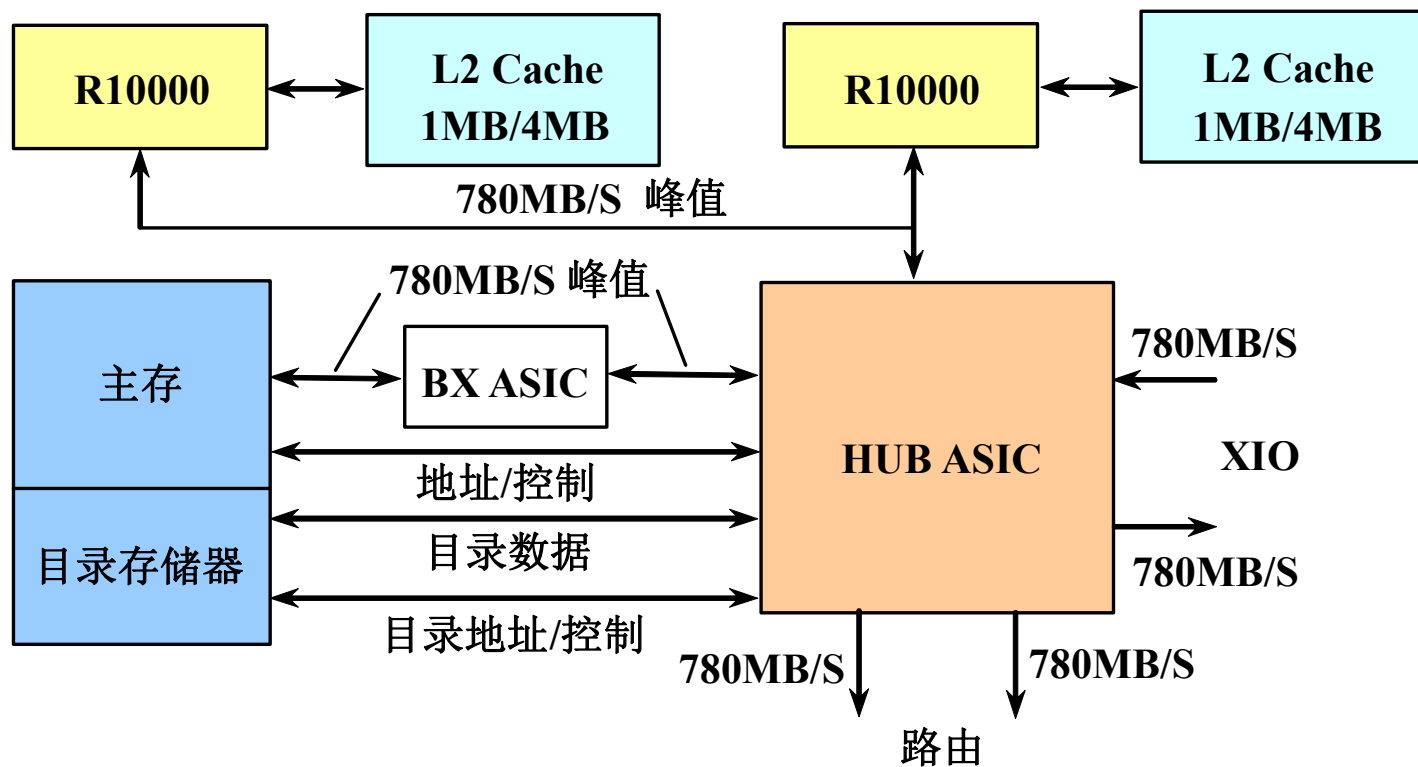 R10000
L2 Cache
1MB/4MB
R10000
L2 Cache
1MB/4MB
780MB/S 峰值
780MB/S 峰值
主存
BX ASIC
HUB ASIC
780MB/S
XIO
780MB/S
地址/控制
目录存储器
目录数据
目录地址/控制
780MB/S
780MB/S
路由